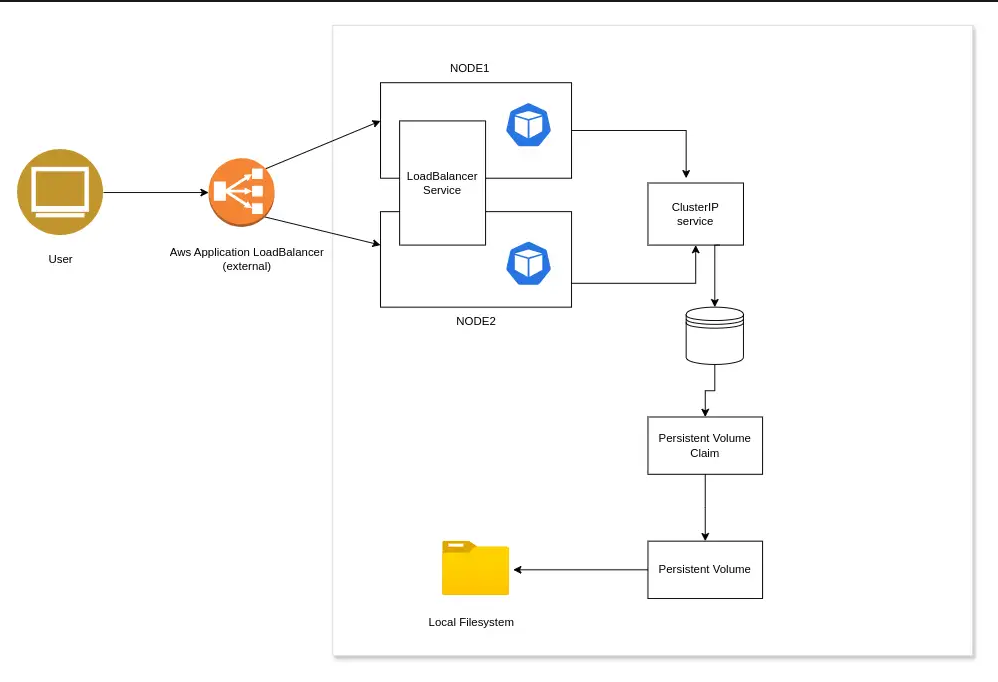 NODE1
LoadBalancer
Service
ClusterIP
service
User
Aws Application LoadBalancer
(external)
NODE2
Persistent Volume
Claim
Persistent Volume
Local Filesystem